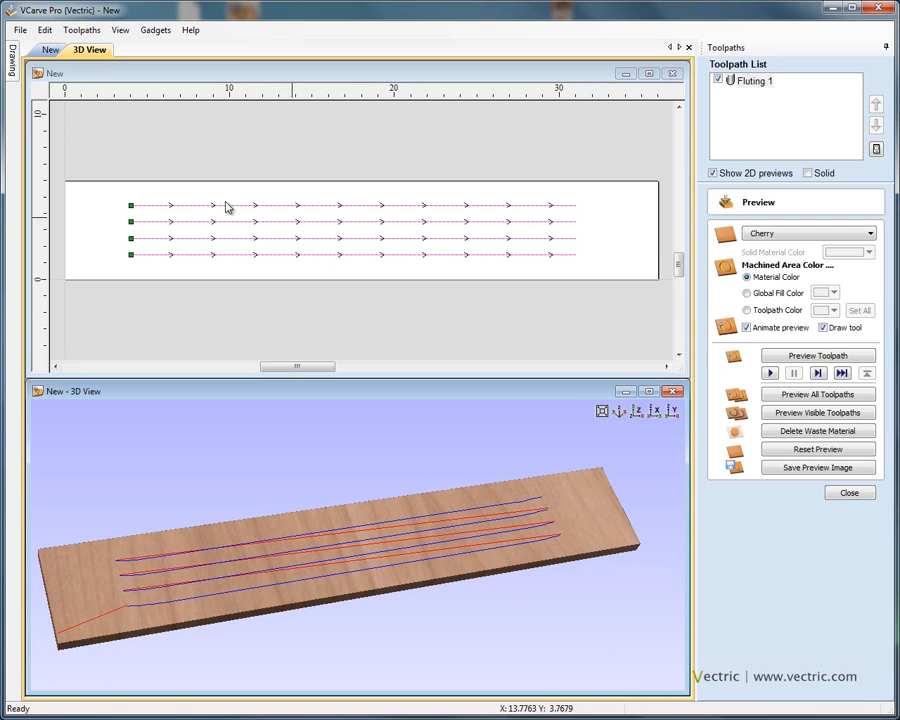 VCarve Pro (Vectric) - New
File Edit Toolpaths View Gadgets Help
Drawing
New 3D View
New
0 10 20 30
10
0
New - 3D View
Z X Y
Toolpaths
Toolpath List
Fluting 1
Show 2D previews Solid
Preview
Cherry
Solid Material Color
Machined Area Color ....
Material Color
Global Fill Color
Toolpath Color Set All
Animate preview Draw tool
Preview Toolpath
Preview All Toolpaths
Preview Visible Toolpaths
Delete Waste Material
Reset Preview
Save Preview Image
Close
Vectric | www.vectric.com
Ready X: 13.7763 Y: 3.7679